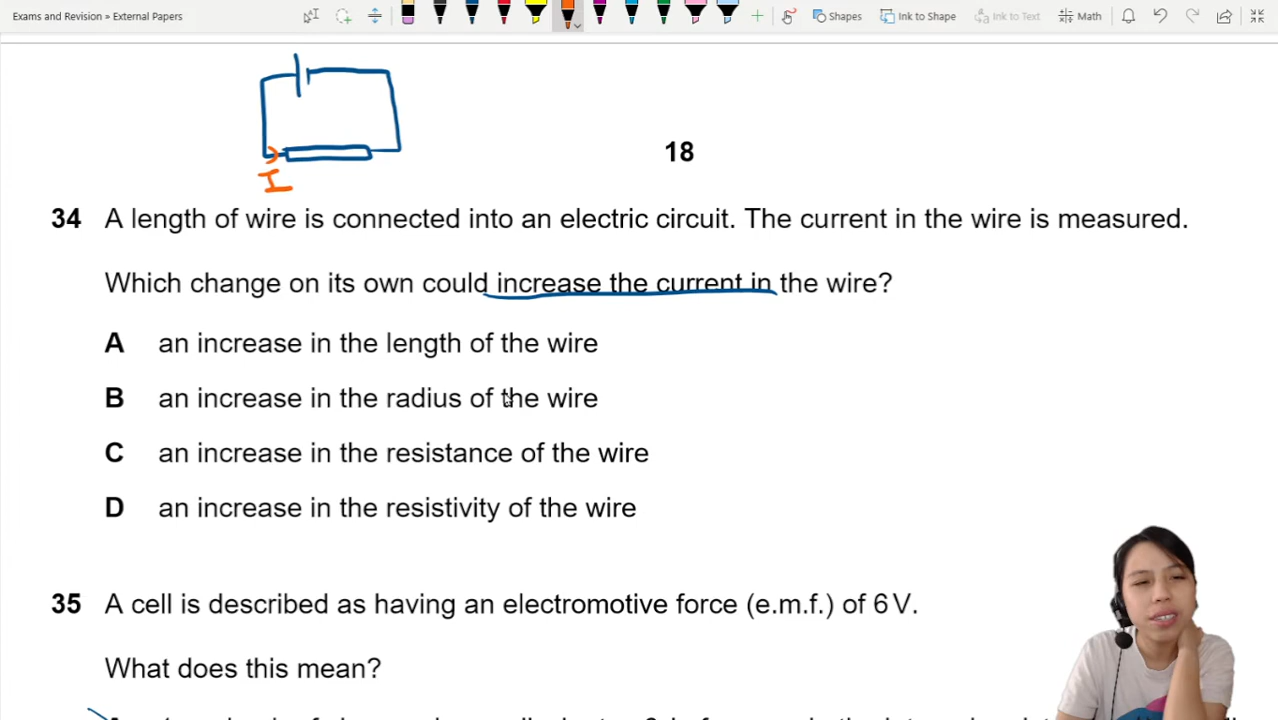 Exams and Revision » External Papers
Shapes
Ink to Shape
Ink to Text
Math
I
18
34 A length of wire is connected into an electric circuit. The current in the wire is measured.
Which change on its own could increase the current in the wire?
A an increase in the length of the wire
B an increase in the radius of the wire
C an increase in the resistance of the wire
D an increase in the resistivity of the wire
35 A cell is described as having an electromotive force (e.m.f.) of 6 V.
What does this mean?